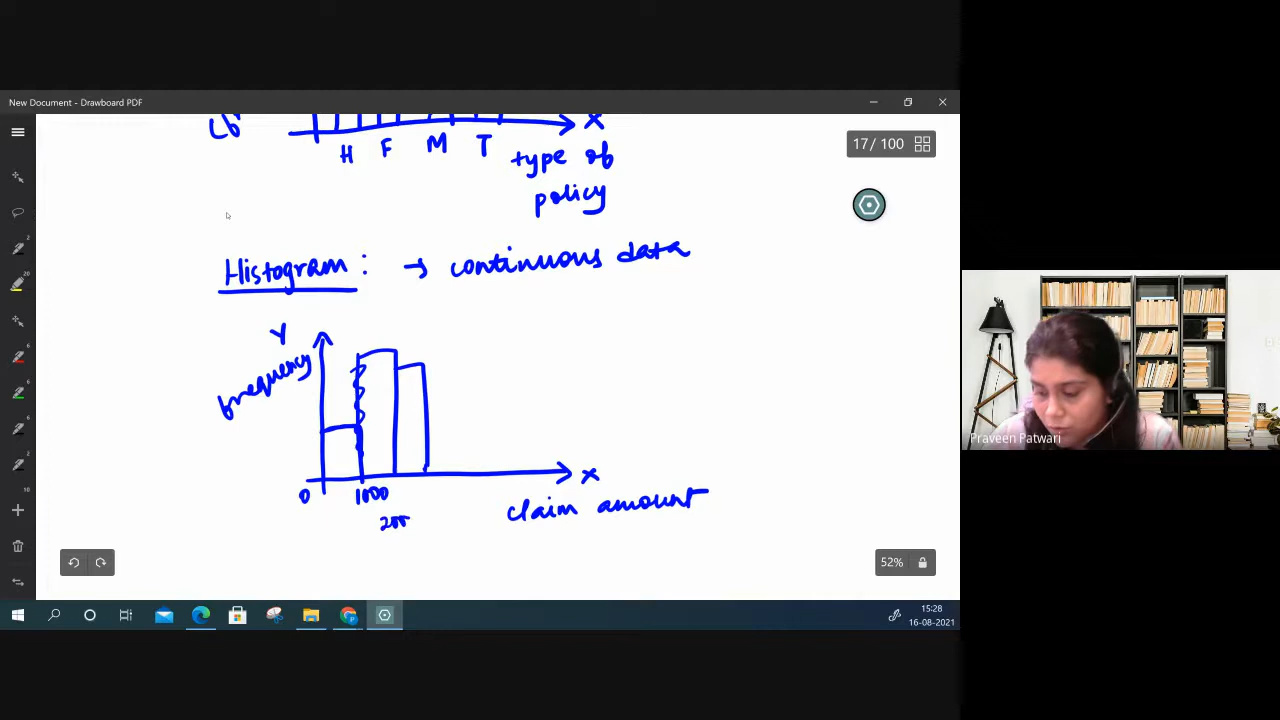 New Document - Drawboard PDF
17 / 100
X
H F M T type of
policy
Histogram : → continuous data
Y
frequency
X
0 1000
200
claim amount
52%
Praveen Patwari
15:28
16-08-2021